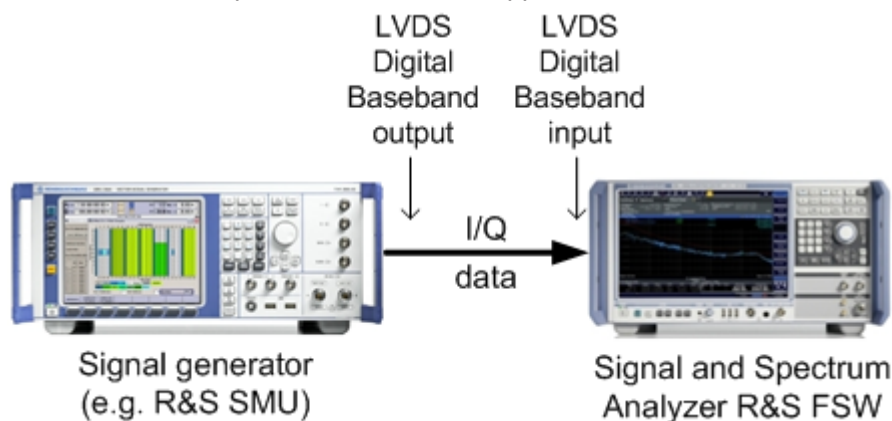 LVDS
Digital
Baseband
output
LVDS
Digital
Baseband
input
I/Q
data
Signal generator
(e.g. R&S SMU)
Signal and Spectrum
Analyzer R&S FSW